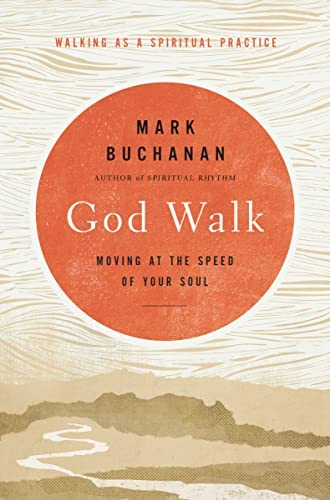 WALKING AS A SPIRITUAL PRACTICE
MARK
BUCHANAN
AUTHOR of SPIRITUAL RHYTHM
God Walk
MOVING AT THE SPEED
OF YOUR SOUL